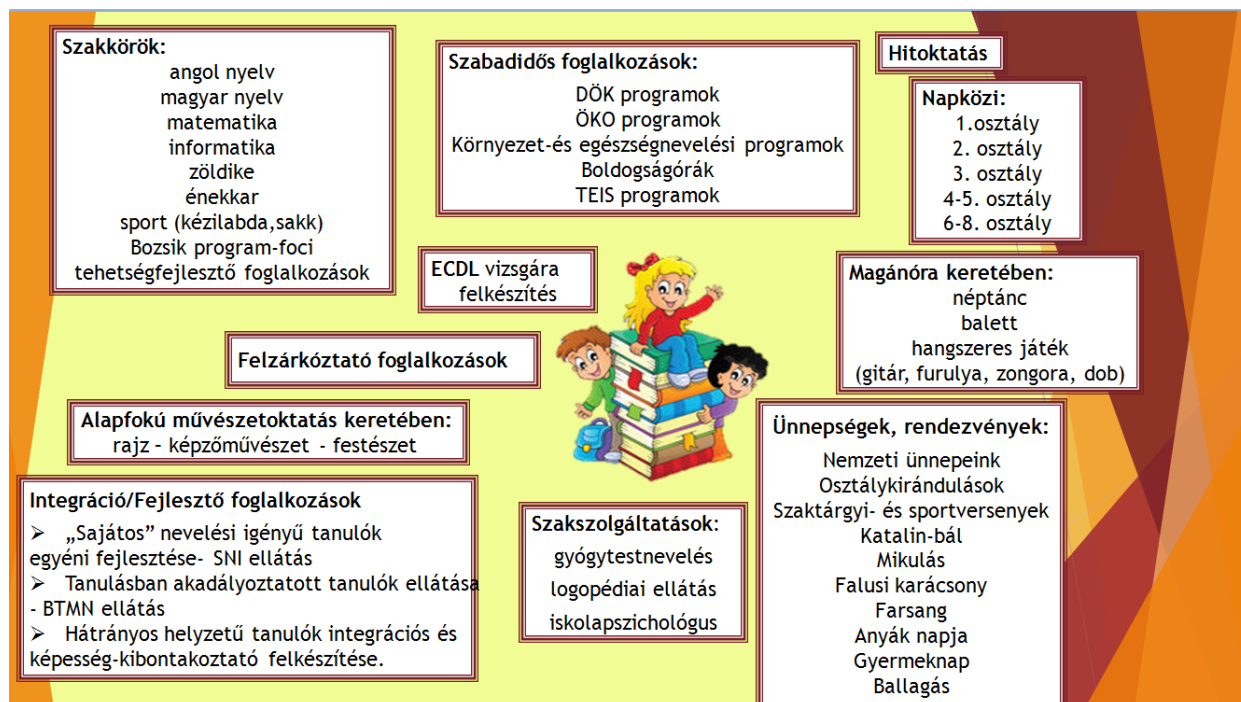 Szakkörök:
angol nyelv
magyar nyelv
matematika
informatika
zöldike
énekkar
sport (kézilabda,sakk)
Bozsik program-foci
tehetségfejlesztő foglalkozások
Szabadidős foglalkozások:
DÖK programok
ÖKO programok
Környezet-és egészségnevelési programok
Boldogságórák
TEIS programok
Hitoktatás
Napközi:
1.osztály
2. osztály
3. osztály
4-5. osztály
6-8. osztály
ECDL vizsgára
felkészítés
Magánóra keretében:
néptánc
balett
hangszeres játék
(gitár, furulya, zongora, dob)
Felzárkóztató foglalkozások
Alapfokú művészetoktatás keretében:
rajz - képzőművészet - festészet
Integráció/Fejlesztő foglalkozások
➢ „Sajátos” nevelési igényű tanulók
egyéni fejlesztése- SNI ellátás
➢ Tanulásban akadályoztatott tanulók ellátása
- BTMN ellátás
➢ Hátrányos helyzetű tanulók integrációs és
képesség-kibontakoztató felkészítése.
Szakszolgáltatások:
gyógytestnevelés
logopédiai ellátás
iskolapszichológus
Ünnepségek, rendezvények:
Nemzeti ünnepeink
Osztálykirándulások
Szaktárgyi- és sportversenyek
Katalin-bál
Mikulás
Falusi karácsony
Farsang
Anyák napja
Gyermeknap
Ballagás